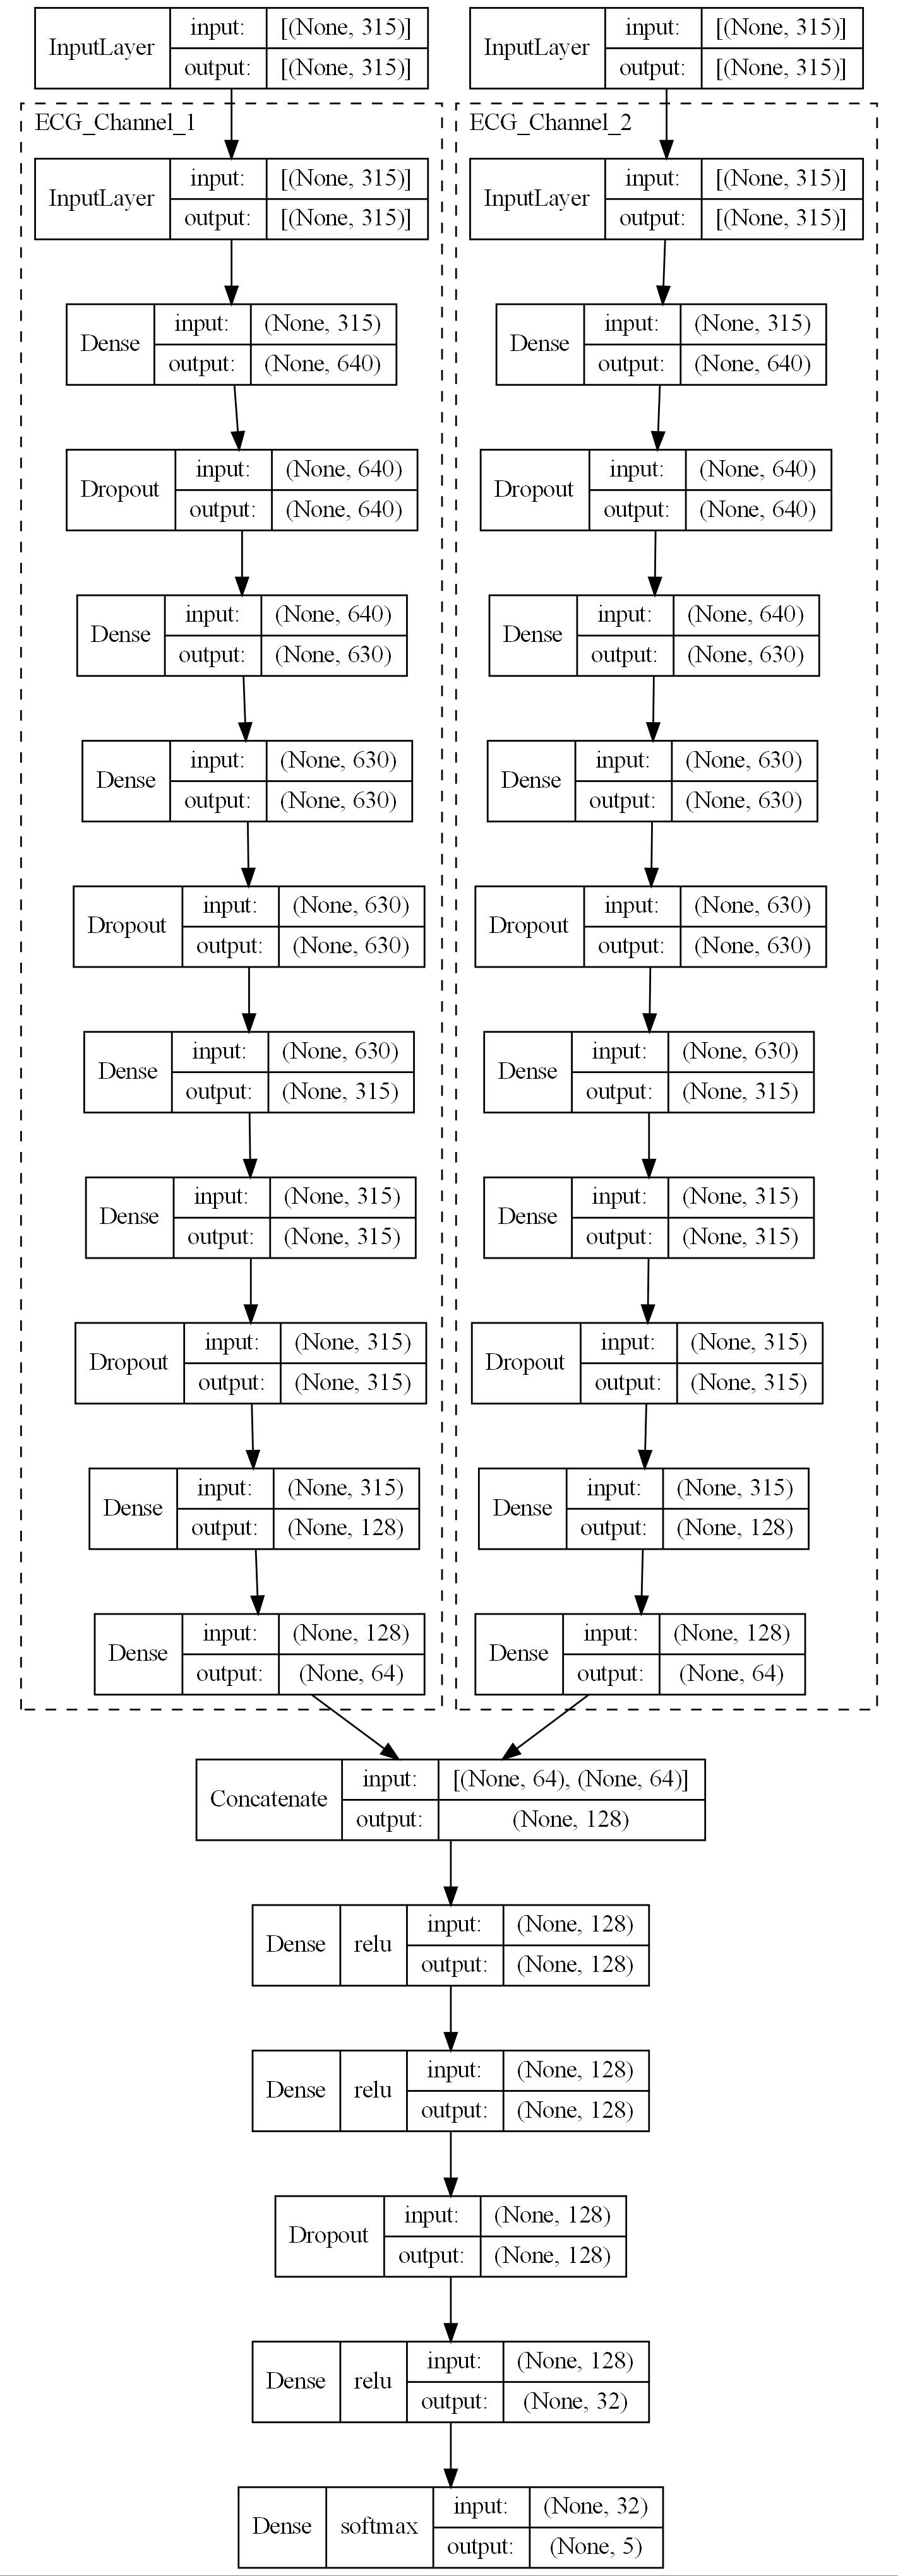 InputLayer input: [(None, 315)]
output: [(None, 315)]
InputLayer input: [(None, 315)]
output: [(None, 315)]
ECG_Channel_1
InputLayer input: [(None, 315)]
output: [(None, 315)]
Dense input: (None, 315)
output: (None, 640)
Dropout input: (None, 640)
output: (None, 640)
Dense input: (None, 640)
output: (None, 630)
Dense input: (None, 630)
output: (None, 630)
Dropout input: (None, 630)
output: (None, 630)
Dense input: (None, 630)
output: (None, 315)
Dense input: (None, 315)
output: (None, 315)
Dropout input: (None, 315)
output: (None, 315)
Dense input: (None, 315)
output: (None, 128)
Dense input: (None, 128)
output: (None, 64)
ECG_Channel_2
InputLayer input: [(None, 315)]
output: [(None, 315)]
Dense input: (None, 315)
output: (None, 640)
Dropout input: (None, 640)
output: (None, 640)
Dense input: (None, 640)
output: (None, 630)
Dense input: (None, 630)
output: (None, 630)
Dropout input: (None, 630)
output: (None, 630)
Dense input: (None, 630)
output: (None, 315)
Dense input: (None, 315)
output: (None, 315)
Dropout input: (None, 315)
output: (None, 315)
Dense input: (None, 315)
output: (None, 128)
Dense input: (None, 128)
output: (None, 64)
Concatenate input: [(None, 64), (None, 64)]
output: (None, 128)
Dense relu input: (None, 128)
output: (None, 128)
Dense relu input: (None, 128)
output: (None, 128)
Dropout input: (None, 128)
output: (None, 128)
Dense relu input: (None, 128)
output: (None, 32)
Dense softmax input: (None, 32)
output: (None, 5)